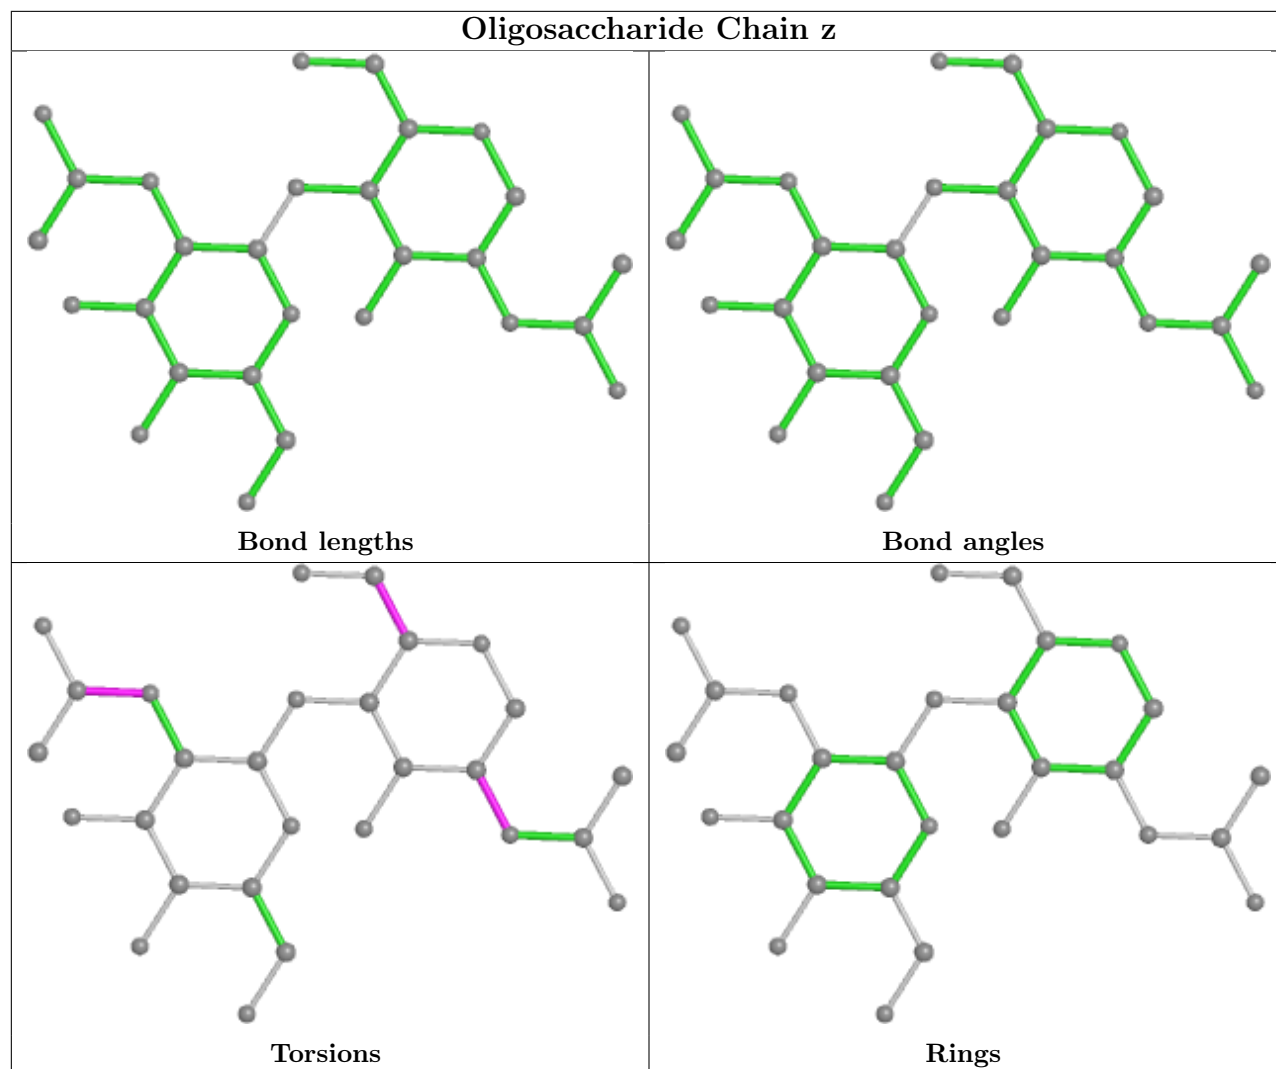 Oligosaccharide Chain z
Bond lengths
Bond angles
Torsions
Rings